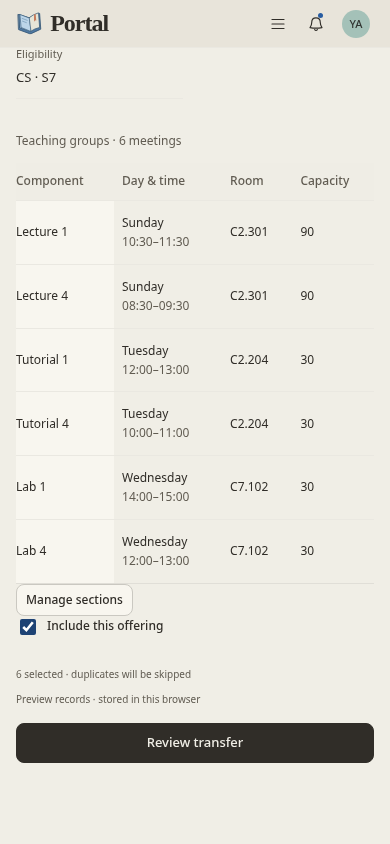 Portal
YA
Eligibility
CS · S7
Teaching groups · 6 meetings
Component Day & time Room Capacity
Lecture 1 Sunday 10:30–11:30 C2.301 90
Lecture 4 Sunday 08:30–09:30 C2.301 90
Tutorial 1 Tuesday 12:00–13:00 C2.204 30
Tutorial 4 Tuesday 10:00–11:00 C2.204 30
Lab 1 Wednesday 14:00–15:00 C7.102 30
Lab 4 Wednesday 12:00–13:00 C7.102 30
Manage sections
Include this offering
6 selected · duplicates will be skipped
Preview records · stored in this browser
Review transfer